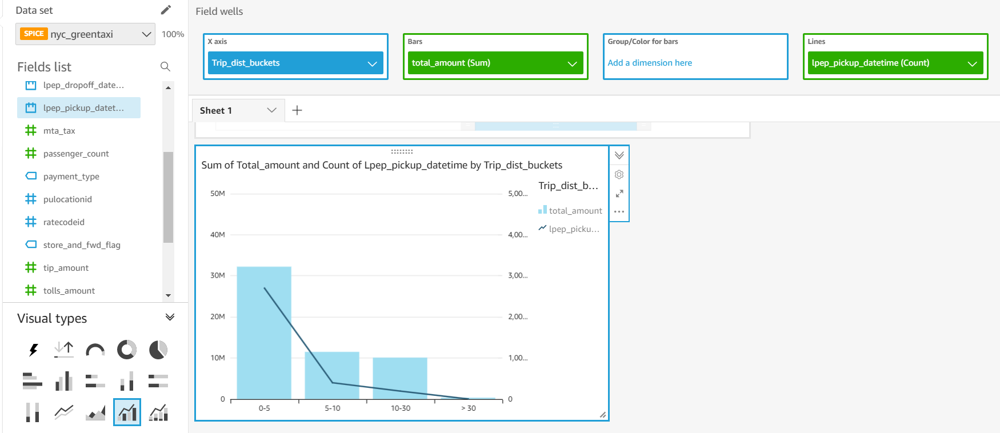 Data set
SPICE nyc_greentaxi 100%
Fields list
lpep_dropoff_date...
lpep_pickup_datet...
mta_tax
passenger_count
payment_type
pulocationid
ratecodeid
store_and_fwd_flag
tip_amount
tolls_amount
Visual types
Field wells
X axis
Trip_dist_buckets
Bars
total_amount (Sum)
Group/Color for bars
Add a dimension here
Lines
lpep_pickup_datetime (Count)
Sheet 1
Sum of Total_amount and Count of Lpep_pickup_datetime by Trip_dist_buckets
50M
40M
30M
20M
10M
0
5,00...
4,00...
3,00...
2,00...
1,00...
0
0-5
5-10
10-30
> 30
Trip_dist_b...
total_amount
lpep_picku...